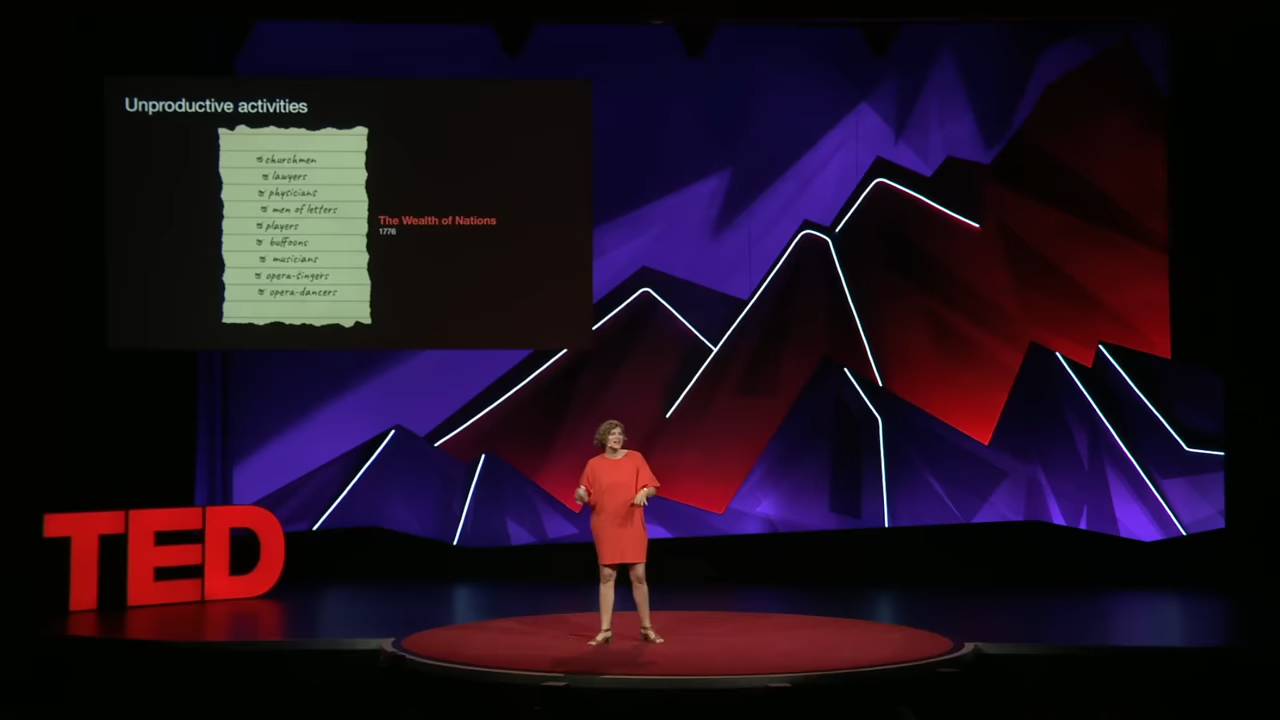 Unproductive activities
churchmen
lawyers
physicians
men of letters
players
buffoons
musicians
opera-singers
opera-dancers
The Wealth of Nations
1776
TED